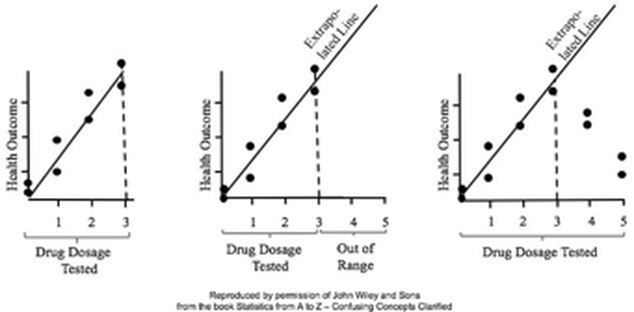 Health Outcome
1 2 3
Drug Dosage
Tested
Extrapo-
lated Line
Health Outcome
1 2 3 4 5
Drug Dosage
Tested
Out of
Range
Extrapo-
lated Line
Health Outcome
1 2 3 4 5
Drug Dosage Tested
Reproduced by permission of John Wiley and Sons
from the book Statistics from A to Z – Confusing Concepts Clarified